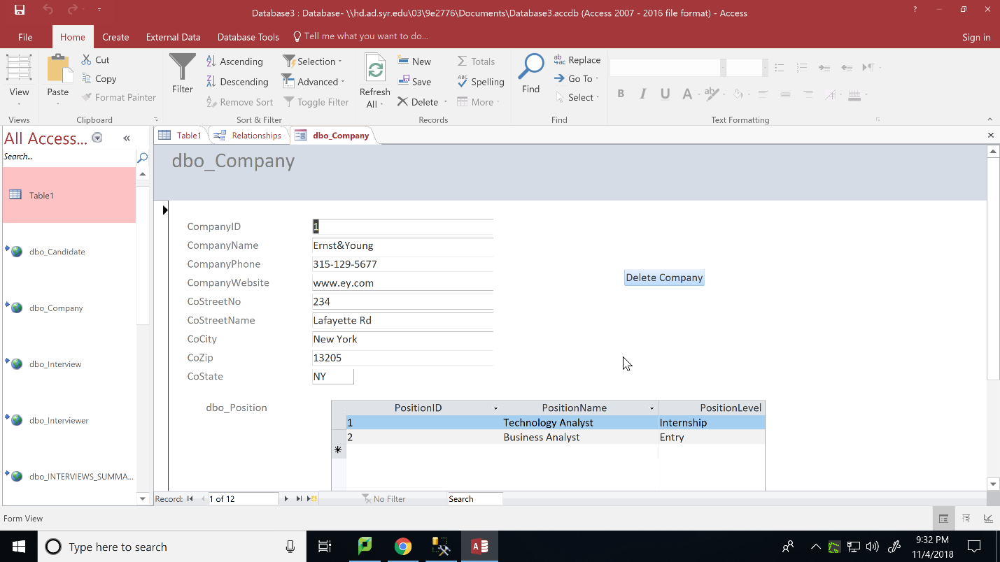 Database3 : Database- \\hd.ad.syr.edu\03\9e2776\Documents\Database3.accdb (Access 2007 - 2016 file format) - Access
?
File Home Create External Data Database Tools Tell me what you want to do... Sign in
View
Paste
Cut
Copy
Format Painter
Filter
Ascending
Descending
Remove Sort
Selection
Advanced
Toggle Filter
Refresh All
New
Save
Delete
Totals
Spelling
More
Find
Replace
Go To
Select
B I U A
Views Clipboard Sort & Filter Records Find Text Formatting
All Access...
Search...
Table1
dbo_Candidate
dbo_Company
dbo_Interview
dbo_Interviewer
dbo_INTERVIEWS_SUMMA...
Table1 Relationships dbo_Company
dbo_Company
CompanyID 1
CompanyName Ernst&Young
CompanyPhone 315-129-5677
CompanyWebsite www.ey.com
CoStreetNo 234
CoStreetName Lafayette Rd
CoCity New York
CoZip 13205
CoState NY
Delete Company
dbo_Position
PositionID PositionName PositionLevel
1 Technology Analyst Internship
2 Business Analyst Entry
Record: 1 of 12 No Filter Search
Form View
Type here to search
9:32 PM
11/4/2018